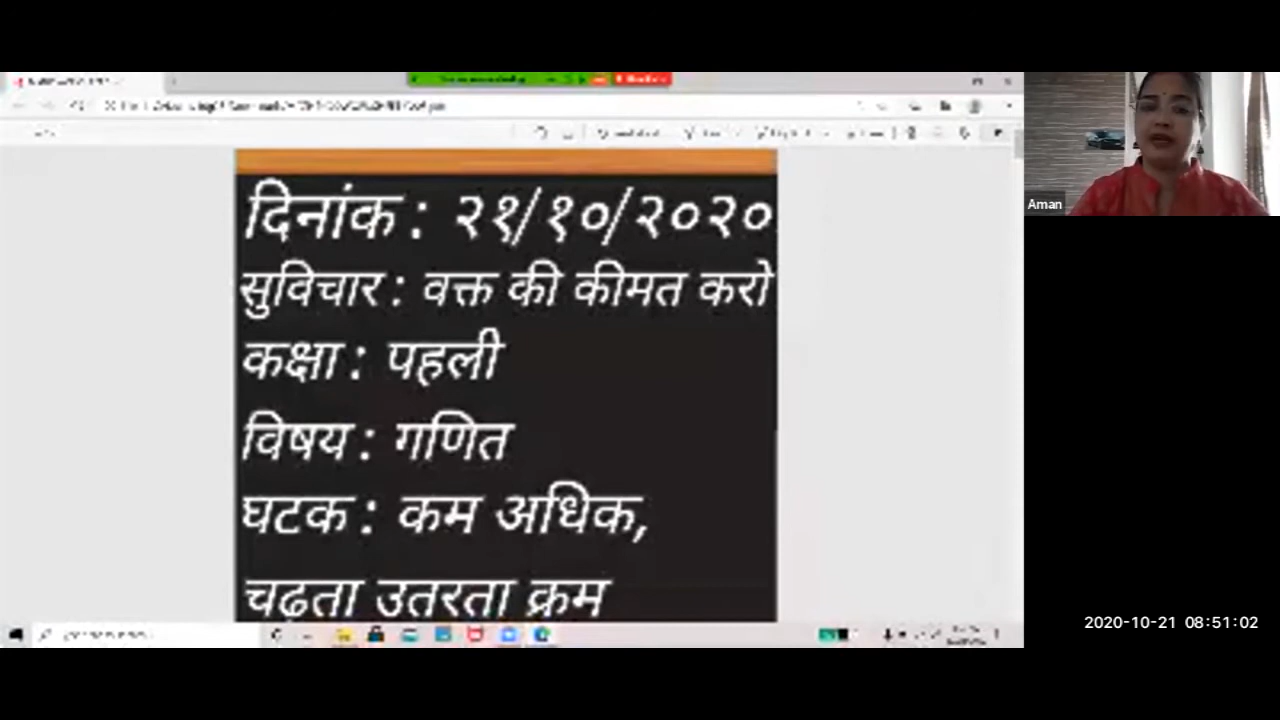 दिनांक : २१/१०/२०२०
सुविचार : वक्त की कीमत करो
कक्षा : पहली
विषय : गणित
घटक : कम अधिक,
चढ़ता उतरता क्रम
Aman
2020-10-21 08:51:02